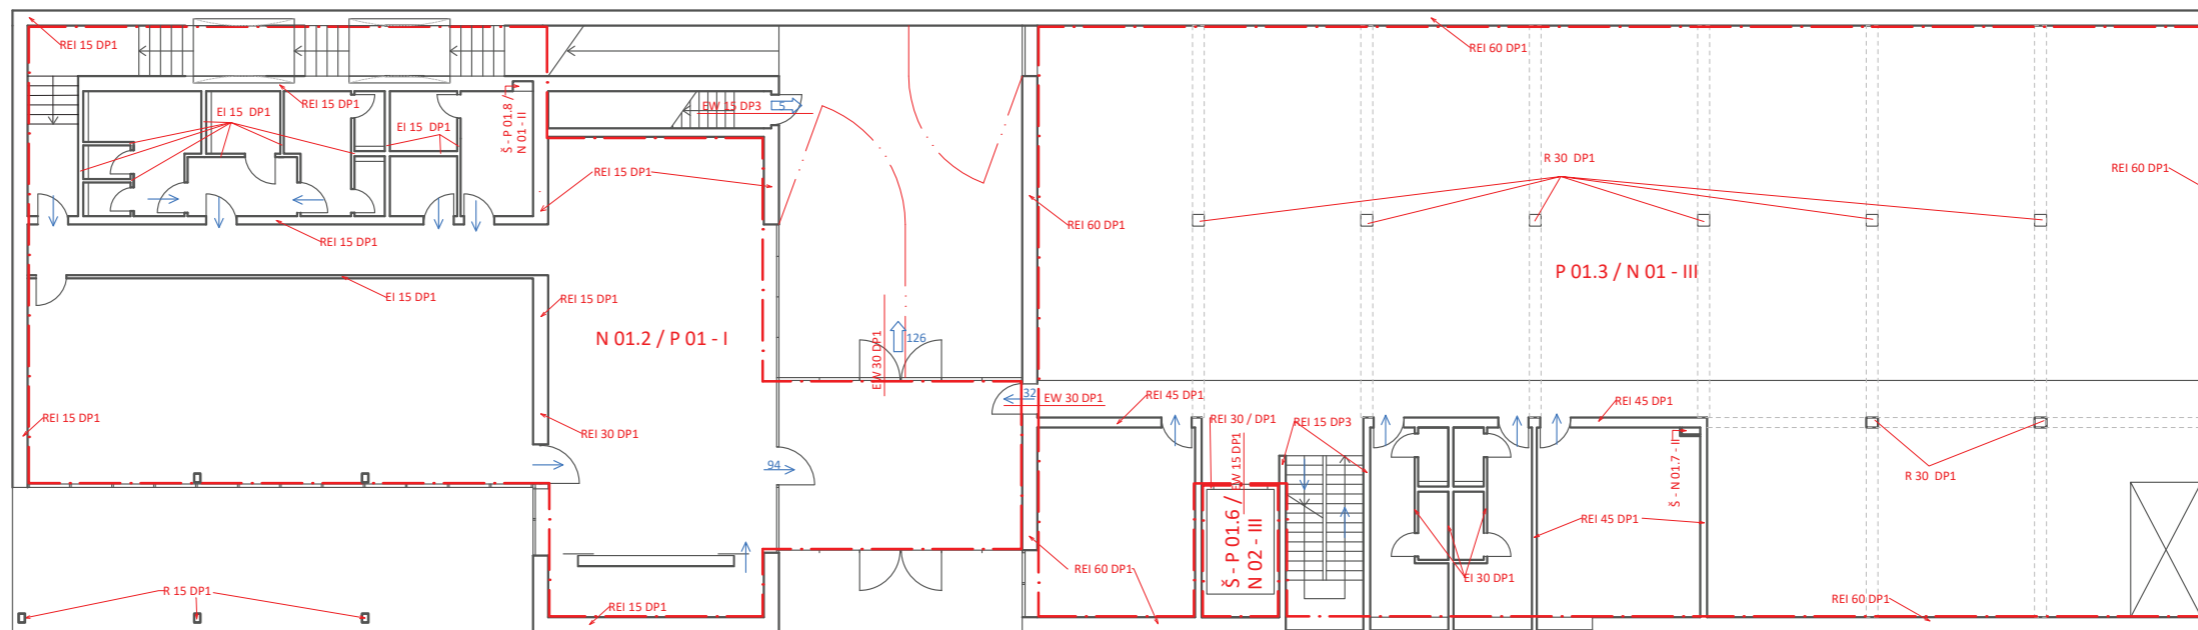 REI 15 DP1
REI 60 DP1
REI 15 DP1
EW 15 DP3
5
EI 15 DP1
EI 15 DP1
Š - P 01.8 /
N 01 - II
R 30 DP1
REI 15 DP1
REI 60 DP1
REI 60 DP1
REI 15 DP1
P 01.3 / N 01 - III
EI 15 DP1
REI 15 DP1
N 01.2 / P 01 - I
EW 30 DP1
126
32
EW 30 DP1
REI 45 DP1
REI 45 DP1
REI 15 DP1
REI 30 DP1
REI 30 / DP1
REI 15 DP3
EW 15 DP1
94
Š - N 01.7 - II
R 30 DP1
REI 45 DP1
Š - P 01.6 /
N 02 - III
REI 60 DP1
EI 30 DP1
R 15 DP1
REI 15 DP1
REI 60 DP1